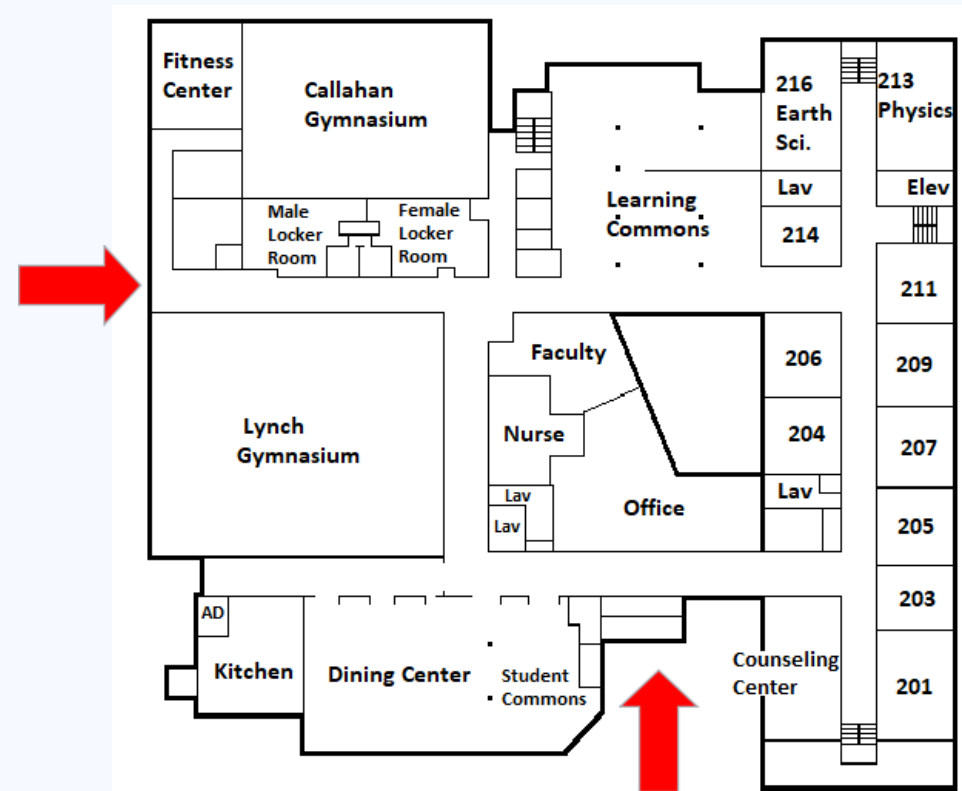 Fitness
Center
Callahan
Gymnasium
216
Earth
Sci.
213
Physics
Lav
Elev
Learning
Commons
214
Male
Locker
Room
Female
Locker
Room
211
Faculty
206
209
Lynch
Gymnasium
Nurse
204
207
Lav
Lav
Office
Lav
205
AD
203
Kitchen
Dining Center
Student
Commons
Counseling
Center
201